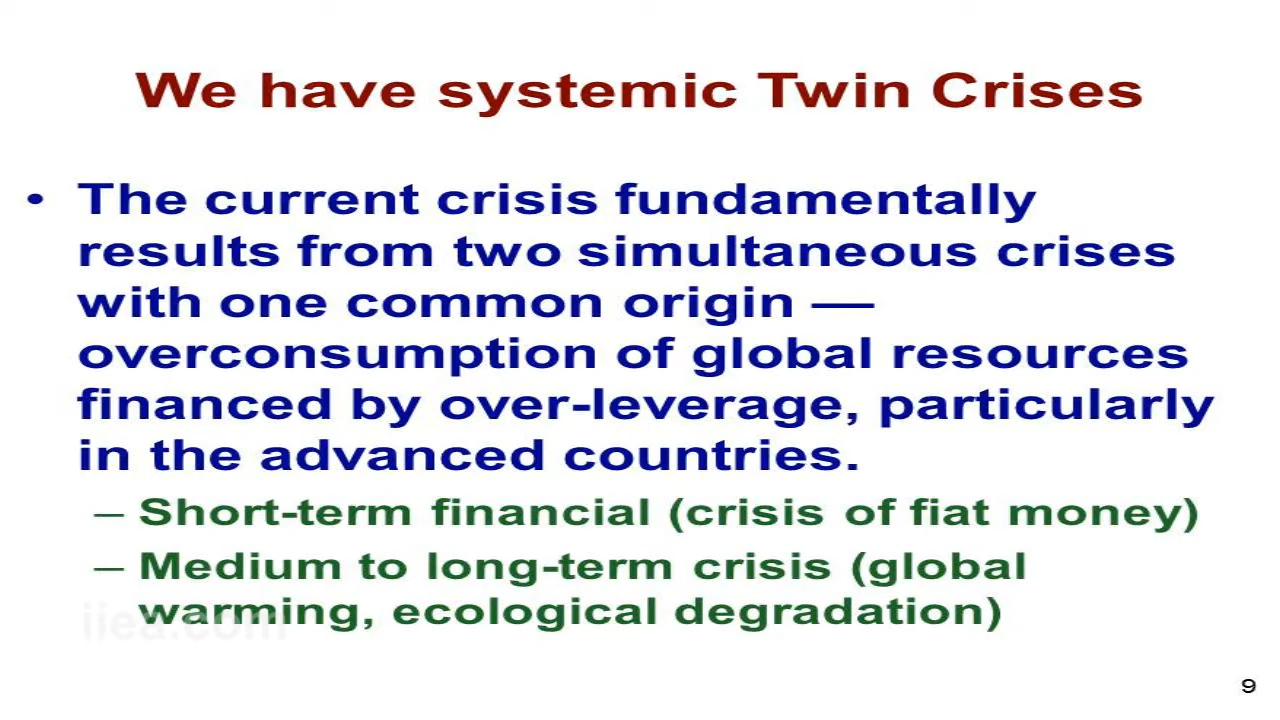 We have systemic Twin Crises
• The current crisis fundamentally
results from two simultaneous crises
with one common origin —
overconsumption of global resources
financed by over-leverage, particularly
in the advanced countries.
– Short-term financial (crisis of fiat money)
– Medium to long-term crisis (global
warming, ecological degradation)
iiea.com
9